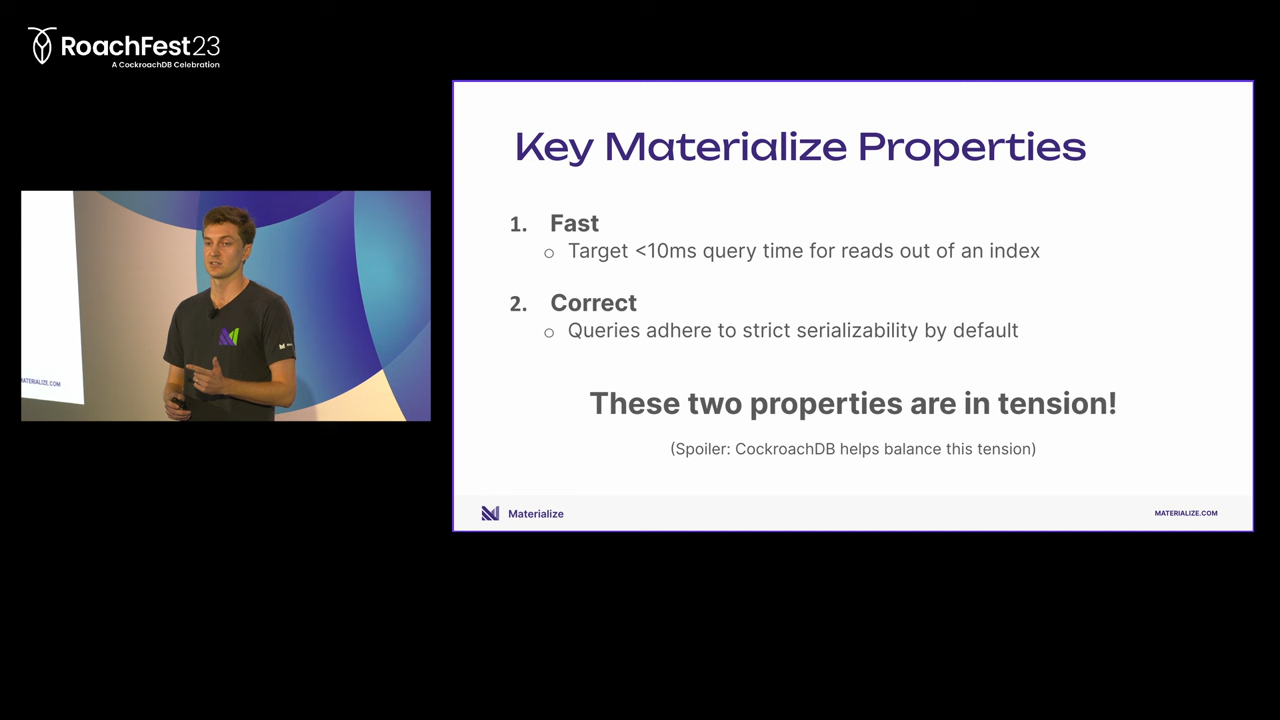 RoachFest23
A CockroachDB Celebration
Key Materialize Properties
1. Fast
○ Target <10ms query time for reads out of an index
2. Correct
○ Queries adhere to strict serializability by default
These two properties are in tension!
(Spoiler: CockroachDB helps balance this tension)
Materialize
MATERIALIZE.COM
MATERIALIZE.COM